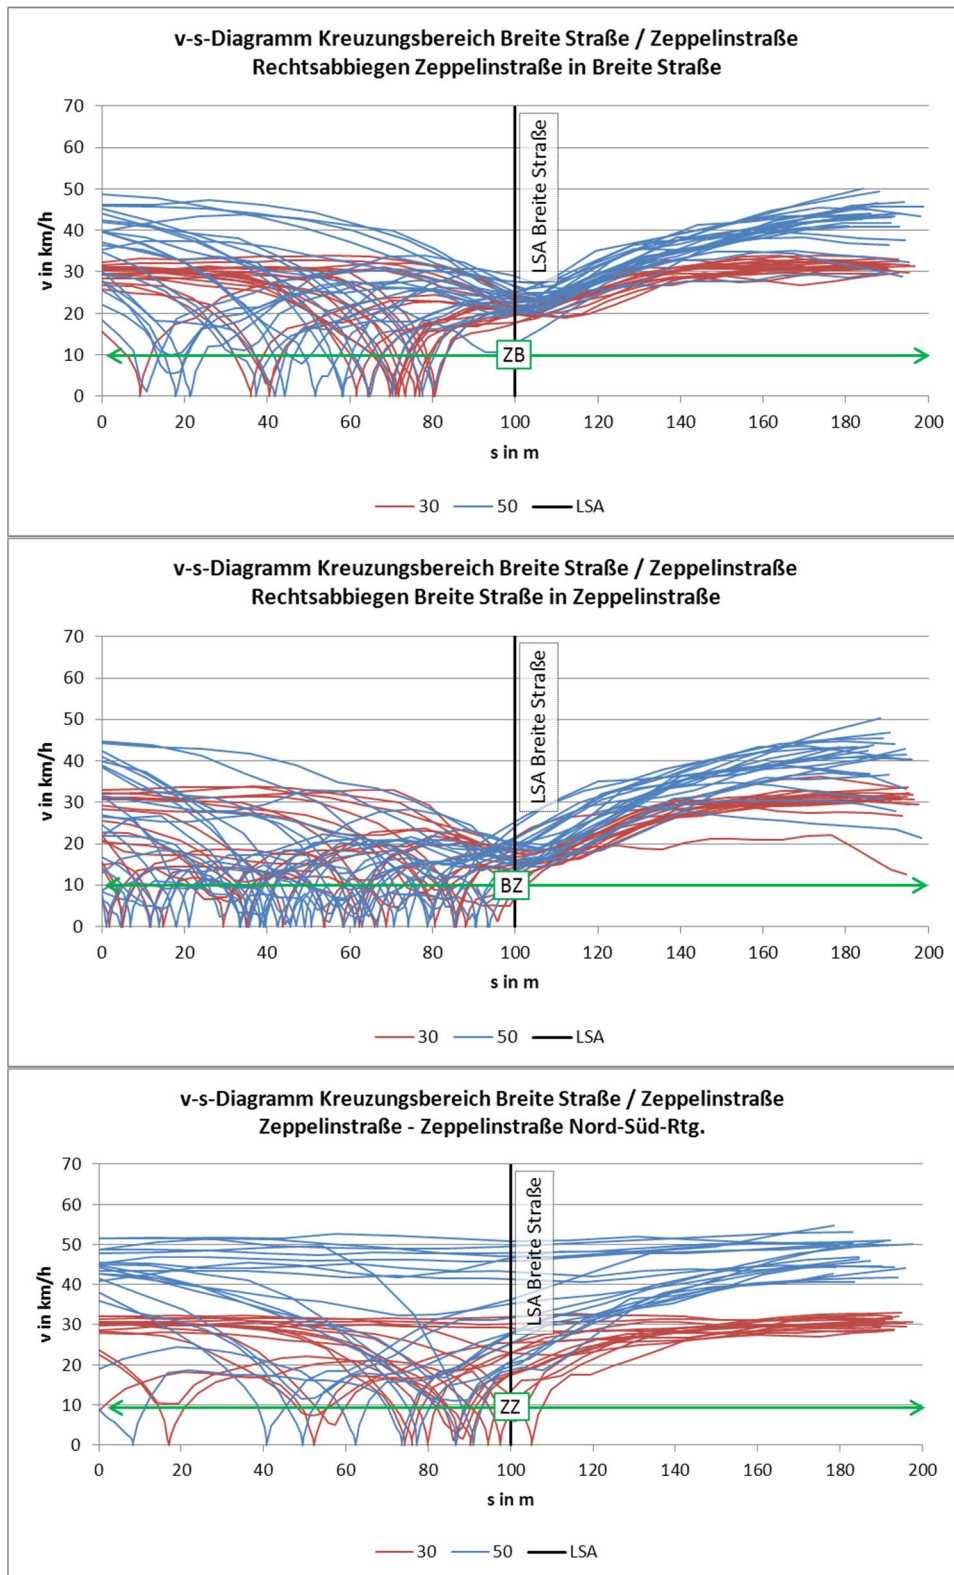 v-s-Diagramm Kreuzungsbereich Breite Straße / Zeppelinstraße
Rechtsabbiegen Zeppelinstraße in Breite Straße
70
60
50
40
30
20
10
0
v in km/h
LSA Breite Straße
ZB
0 20 40 60 80 100 120 140 160 180 200
s in m
30 50 LSA
v-s-Diagramm Kreuzungsbereich Breite Straße / Zeppelinstraße
Rechtsabbiegen Breite Straße in Zeppelinstraße
70
60
50
40
30
20
10
0
v in km/h
LSA Breite Straße
BZ
0 20 40 60 80 100 120 140 160 180 200
s in m
30 50 LSA
v-s-Diagramm Kreuzungsbereich Breite Straße / Zeppelinstraße
Zeppelinstraße - Zeppelinstraße Nord-Süd-Rtg.
70
60
50
40
30
20
10
0
v in km/h
LSA Breite Straße
ZZ
0 20 40 60 80 100 120 140 160 180 200
s in m
30 50 LSA